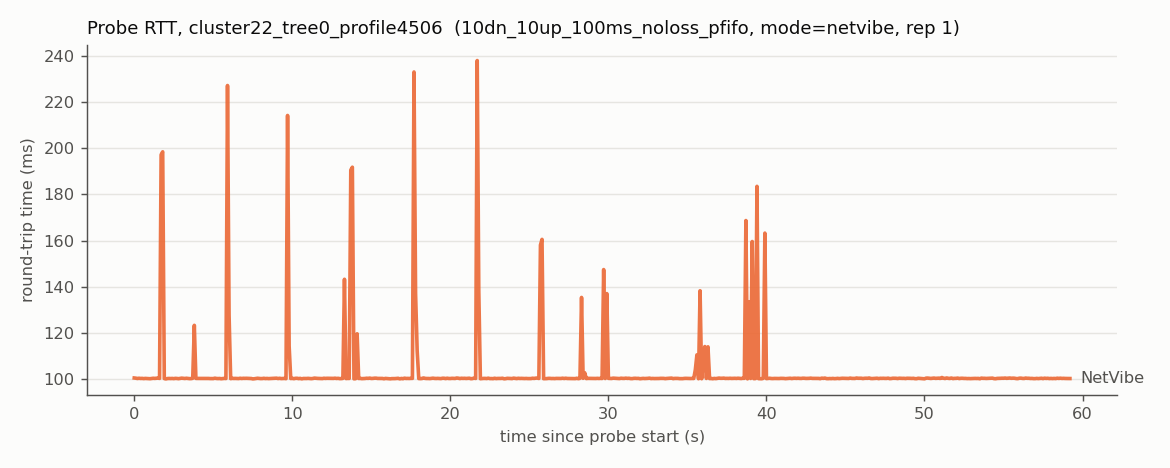 Probe RTT, cluster22_tree0_profile4506 (10dn_10up_100ms_noloss_pfifo, mode=netvibe, rep 1)
round-trip time (ms)
240
220
200
180
160
140
120
100
NetVibe
0 10 20 30 40 50 60
time since probe start (s)